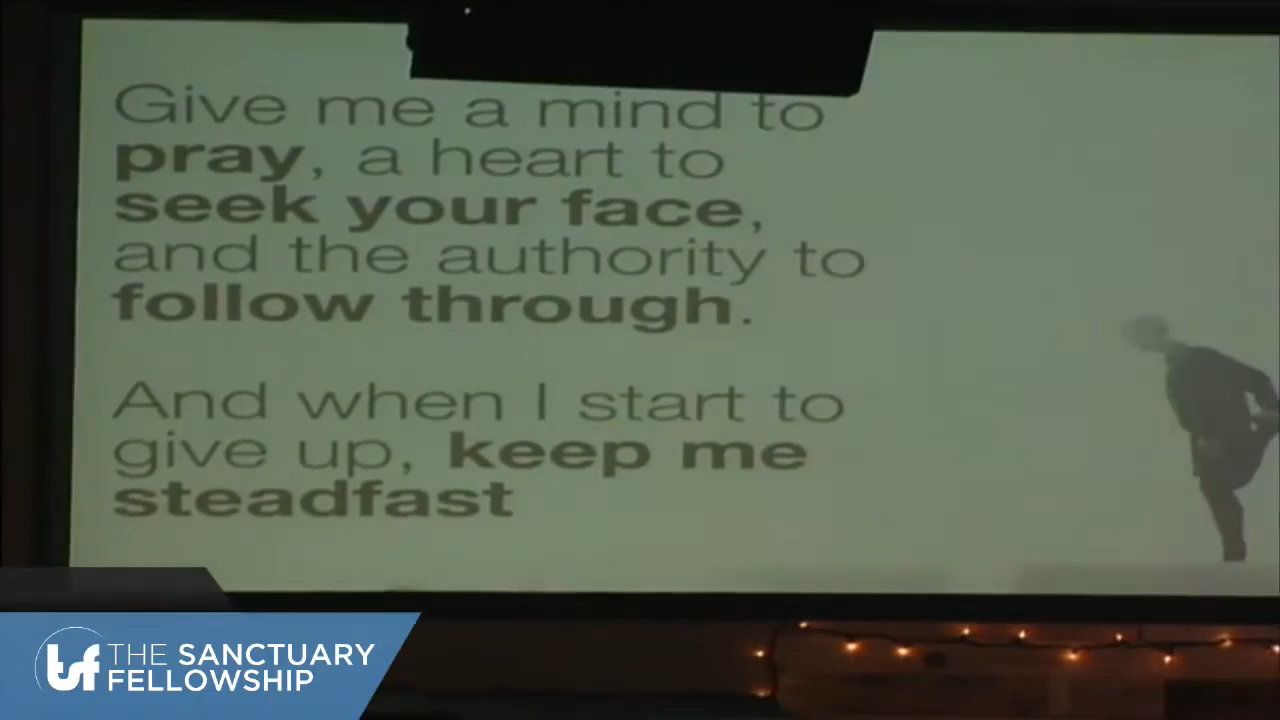 Give me a mind to
pray, a heart to
seek your face,
and the authority to
follow through.
And when I start to
give up, keep me
steadfast
tsf
THE SANCTUARY
FELLOWSHIP